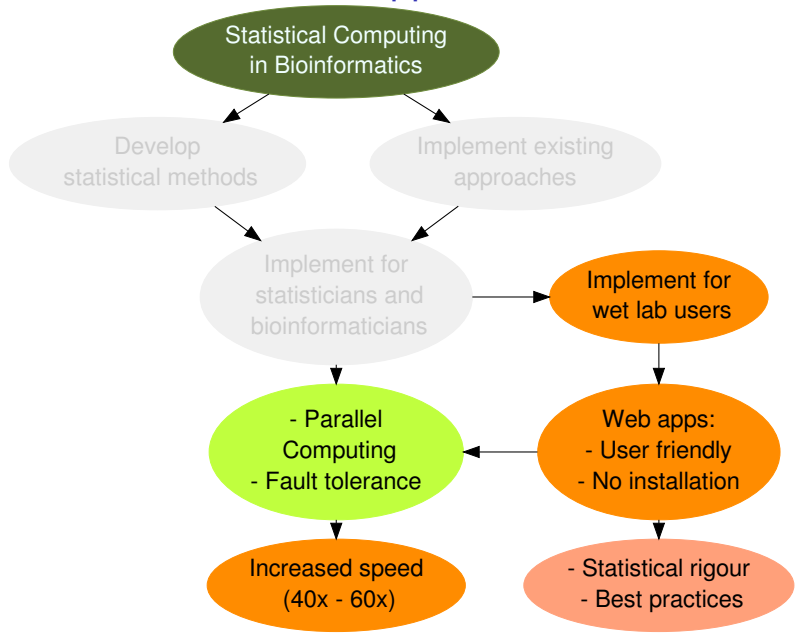 Statistical Computing
in Bioinformatics
Develop
statistical methods
Implement existing
approaches
Implement for
statisticians and
bioinformaticians
Implement for
wet lab users
- Parallel
Computing
- Fault tolerance
Web apps:
- User friendly
- No installation
Increased speed
(40x - 60x)
- Statistical rigour
- Best practices